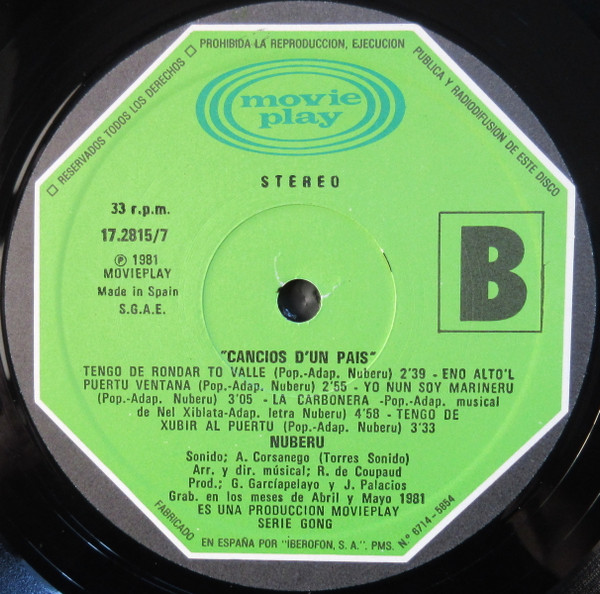 □ RESERVADOS TODOS LOS DERECHOS □ PROHIBIDA LA REPRODUCCION, EJECUCION PUBLICA Y RADIODIFUSION DE ESTE DISCO
movie
play
STEREO
33 r.p.m.
17.2815/7
Ⓟ 1981
MOVIEPLAY
Made in Spain
S.G.A.E.
B
"CANCIOS D'UN PAIS"
TENGO DE RONDAR TO VALLE (Pop.-Adap. Nuberu) 2'39 - ENO ALTO'L
PUERTU VENTANA (Pop.-Adap. Nuberu) 2'55 - YO NUN SOY MARINERU
(Pop.-Adap. Nuberu) 3'05 - LA CARBONERA -Pop.-Adap. musical
de Nel Xiblata-Adap. letra Nuberu) 4'58 - TENGO DE
XUBIR AL PUERTU (Pop.-Adap. Nuberu) 3'33
NUBERU
Sonido; A. Corsanego (Torres Sonido)
Arr. y dir. músical; R. de Coupaud
Prod.; G. Garcíapelayo y J. Palacios
Grab. en los meses de Abril y Mayo 1981
ES UNA PRODUCCION MOVIEPLAY
SERIE GONG
FABRICADO EN ESPAÑA POR "IBEROFON, S. A.". PMS. N.º 6714-5854